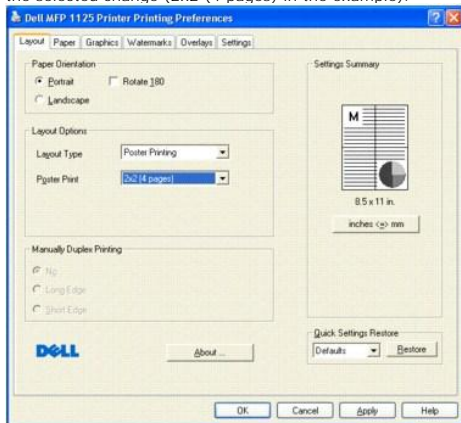 the selected change (2x2 (4 pages) in the example).
Dell MFP 1125 Printer Printing Preferences
Layout Paper Graphics Watermarks Overlays Settings
Paper Orientation
Portrait Rotate 180
Landscape
Layout Options
Layout Type Poster Printing
Poster Print 2x2 (4 pages)
Manually Duplex Printing
No
Long Edge
Short Edge
DELL About ...
Settings Summary
M
8.5 x 11 in.
inches <=> mm
Quick Settings Restore
Defaults Restore
OK Cancel Apply Help